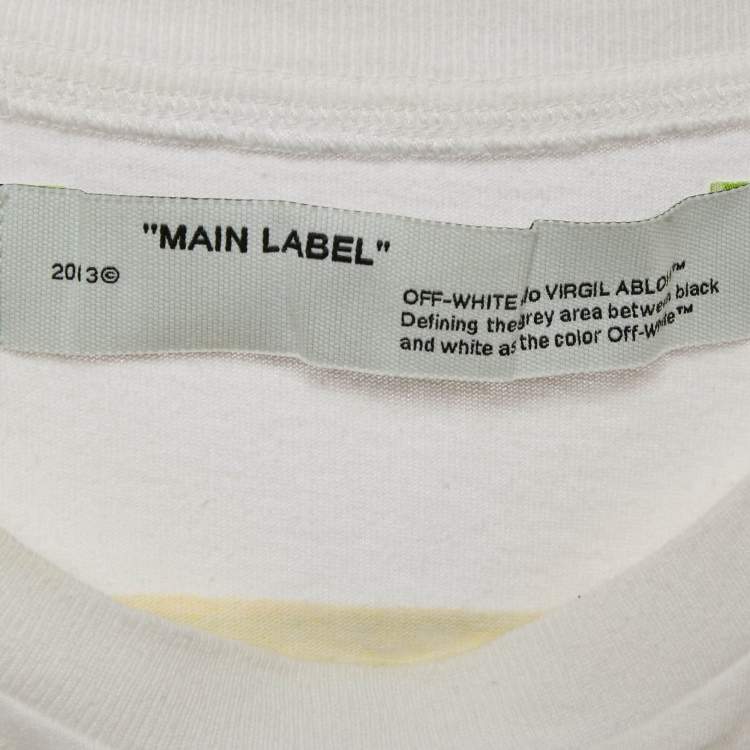 "MAIN LABEL"
2013©
OFF-WHITE c/o VIRGIL ABLOH™
Defining the grey area between black
and white as the color Off-White™